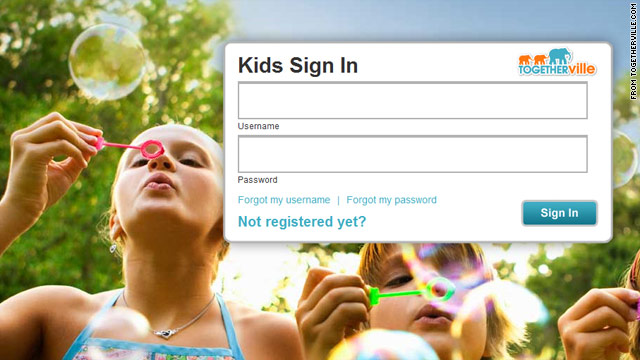 Kids Sign In
TOGETHERville
Username
Password
Forgot my username | Forgot my password
Not registered yet?
Sign In
FROM TOGETHERVILLE.COM